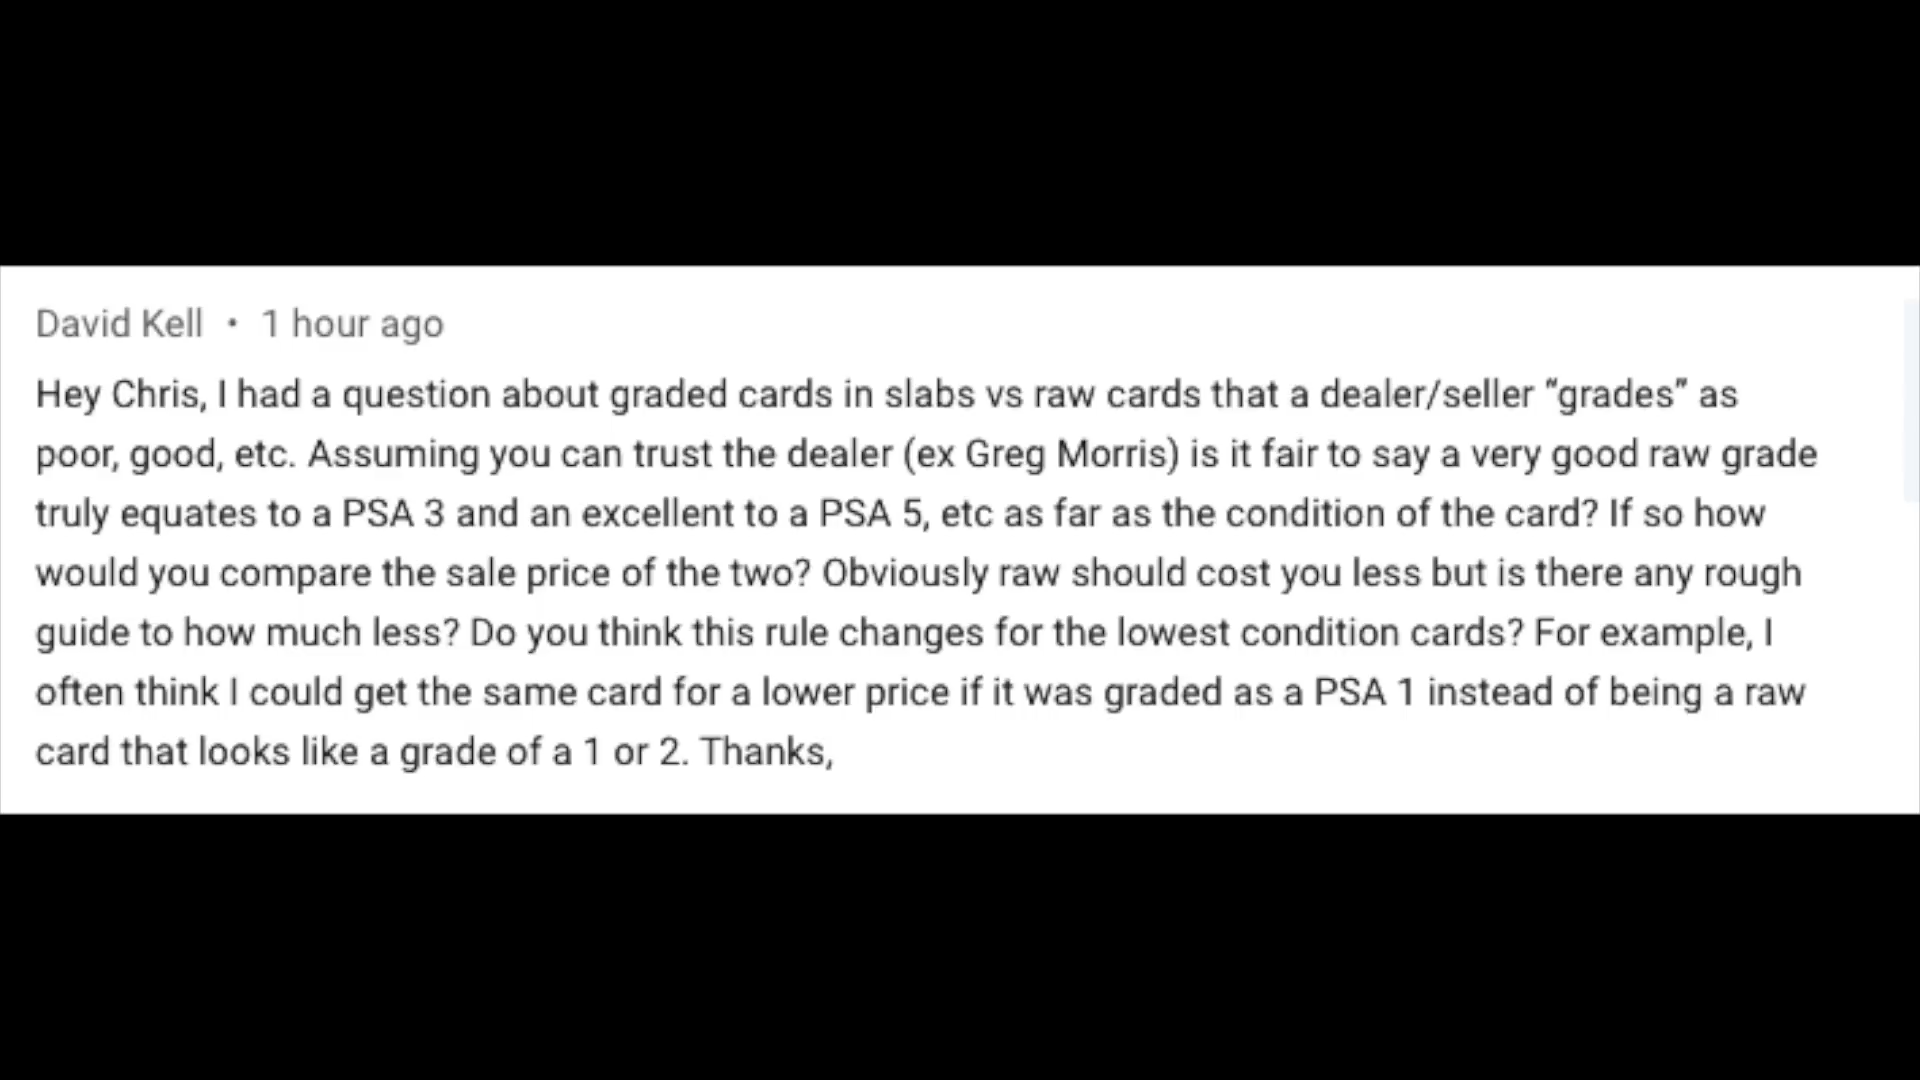 David Kell • 1 hour ago
Hey Chris, I had a question about graded cards in slabs vs raw cards that a dealer/seller “grades” as
poor, good, etc. Assuming you can trust the dealer (ex Greg Morris) is it fair to say a very good raw grade
truly equates to a PSA 3 and an excellent to a PSA 5, etc as far as the condition of the card? If so how
would you compare the sale price of the two? Obviously raw should cost you less but is there any rough
guide to how much less? Do you think this rule changes for the lowest condition cards? For example, I
often think I could get the same card for a lower price if it was graded as a PSA 1 instead of being a raw
card that looks like a grade of a 1 or 2. Thanks,